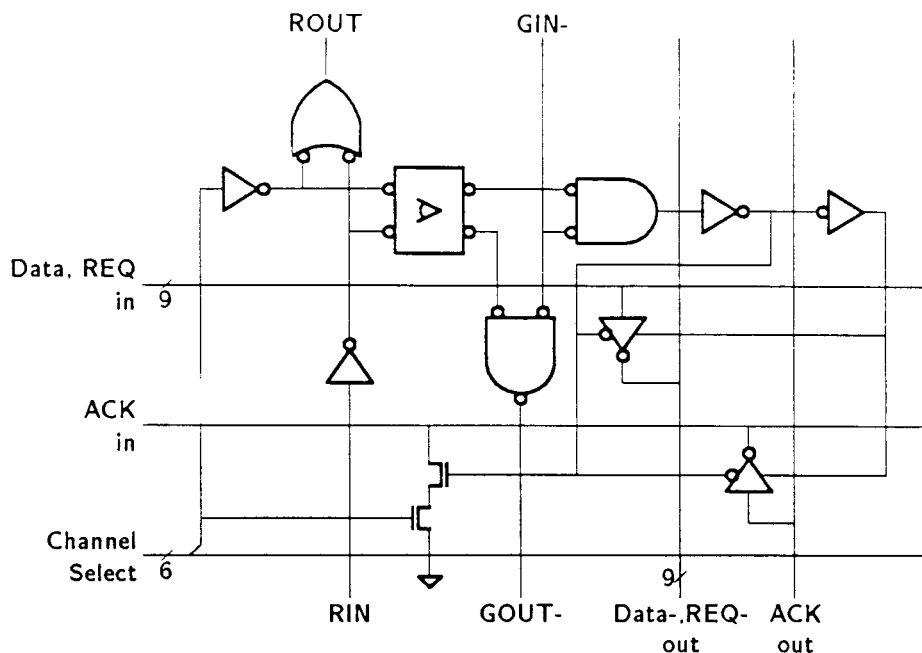 ROUT GIN-
A
Data, REQ
in 9
ACK
in
Channel
Select 6
9
RIN GOUT- Data-,REQ- ACK
out out